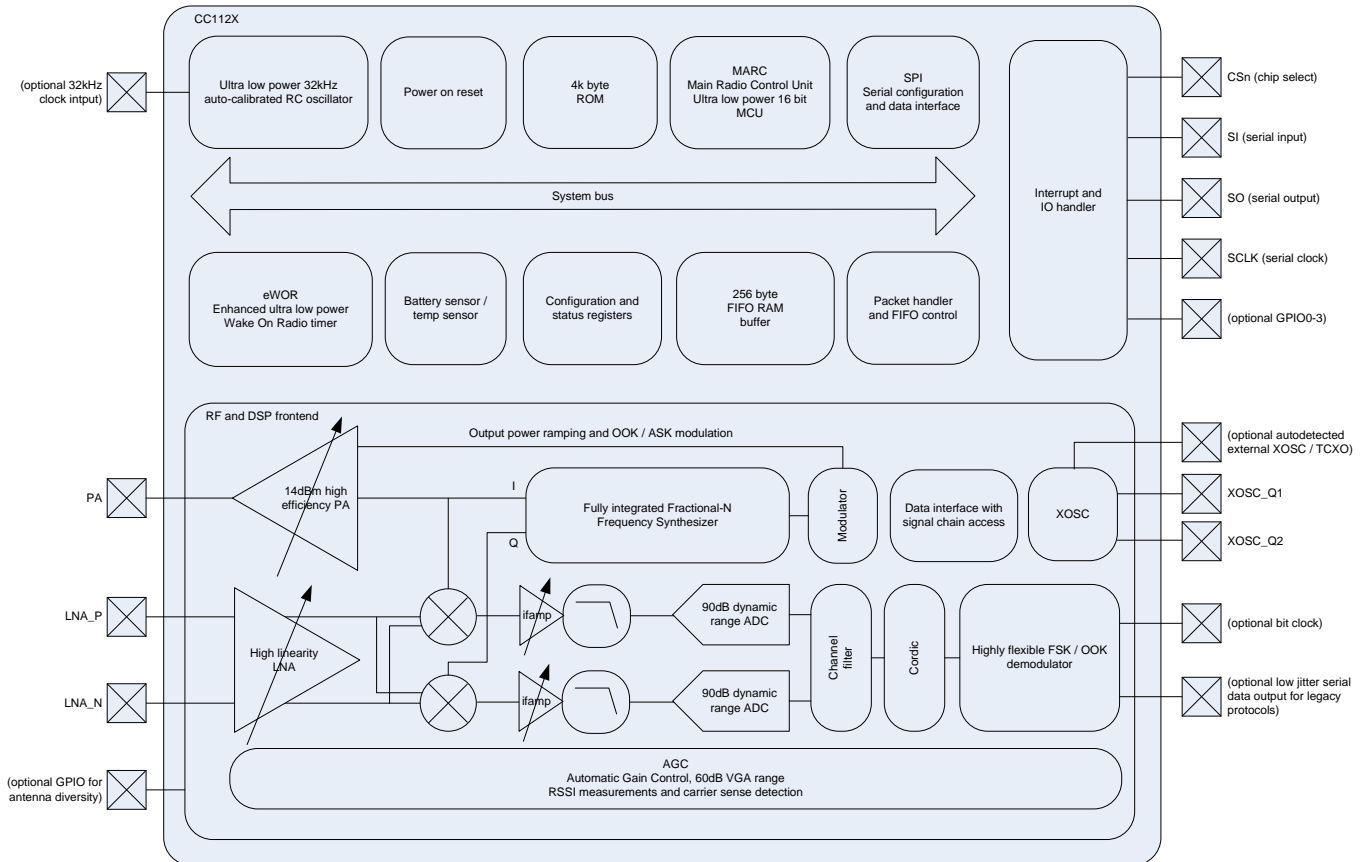 CC112X
(optional 32kHz
clock intput)
Ultra low power 32kHz
auto-calibrated RC oscillator
Power on reset
4k byte
ROM
MARC
Main Radio Control Unit
Ultra low power 16 bit
MCU
SPI
Serial configuration
and data interface
CSn (chip select)
SI (serial input)
SO (serial output)
SCLK (serial clock)
(optional GPIO0-3)
Interrupt and
IO handler
System bus
eWOR
Enhanced ultra low power
Wake On Radio timer
Battery sensor /
temp sensor
Configuration and
status registers
256 byte
FIFO RAM
buffer
Packet handler
and FIFO control
RF and DSP frontend
Output power ramping and OOK / ASK modulation
(optional autodetected
external XOSC / TCXO)
PA
14dBm high
efficiency PA
I
Q
Fully integrated Fractional-N
Frequency Synthesizer
Modulator
Data interface with
signal chain access
XOSC
XOSC_Q1
XOSC_Q2
LNA_P
LNA_N
High linearity
LNA
ifamp
90dB dynamic
range ADC
ifamp
90dB dynamic
range ADC
Channel
filter
Cordic
Highly flexible FSK / OOK
demodulator
(optional bit clock)
(optional low jitter serial
data output for legacy
protocols)
(optional GPIO for
antenna diversity)
AGC
Automatic Gain Control, 60dB VGA range
RSSI measurements and carrier sense detection